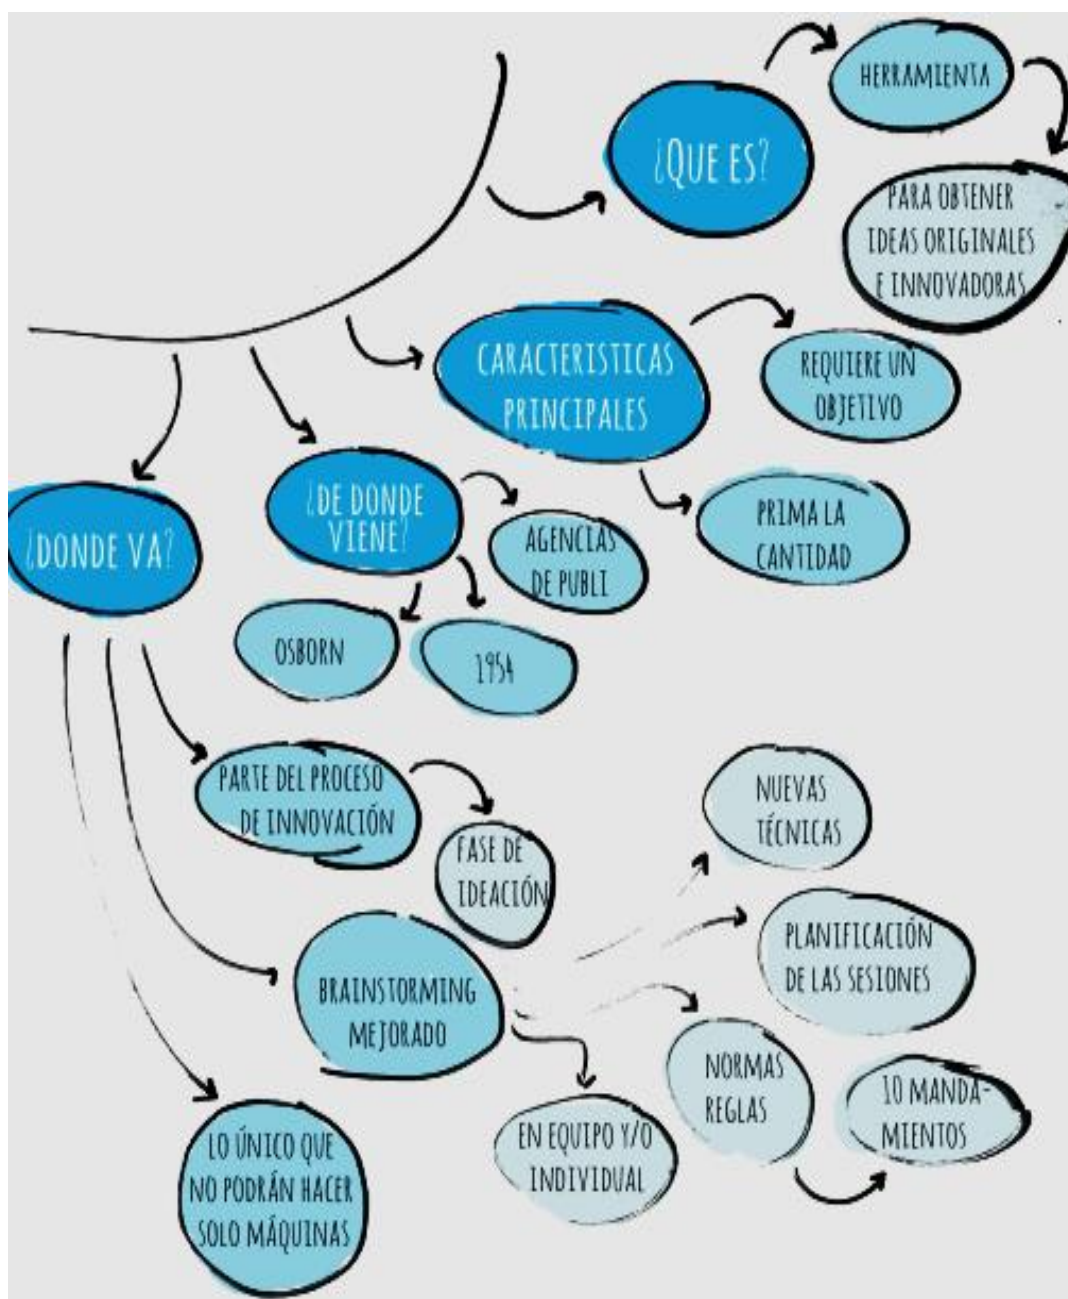 HERRAMIENTA
¿QUE ES?
PARA OBTENER
IDEAS ORIGINALES
E INNOVADORAS
CARACTERISTICAS
PRINCIPALES
REQUIERE UN
OBJETIVO
PRIMA LA
CANTIDAD
¿DE DONDE
VIENE?
AGENCIAS
DE PUBLI
OSBORN
1954
¿DONDE VA?
PARTE DEL PROCESO
DE INNOVACIÓN
FASE DE
IDEACIÓN
BRAINSTORMING
MEJORADO
NUEVAS
TÉCNICAS
PLANIFICACIÓN
DE LAS SESIONES
NORMAS
REGLAS
10 MANDA-
MIENTOS
EN EQUIPO Y/O
INDIVIDUAL
LO ÚNICO QUE
NO PODRÁN HACER
SOLO MÁQUINAS